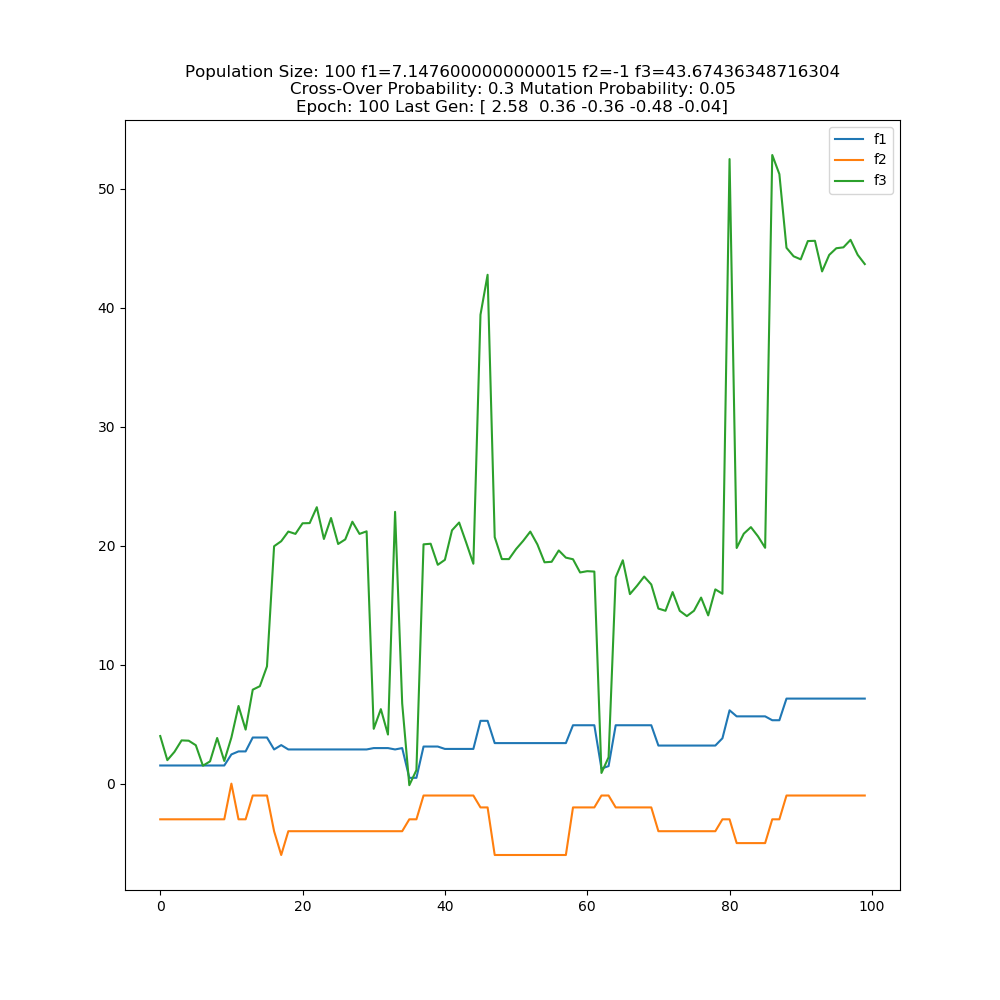 Population Size: 100 f1=7.1476000000000015 f2=-1 f3=43.67436348716304
Cross-Over Probability: 0.3 Mutation Probability: 0.05
Epoch: 100 Last Gen: [ 2.58  0.36 -0.36 -0.48 -0.04]
f1
f2
f3
50
40
30
20
10
0
0 20 40 60 80 100